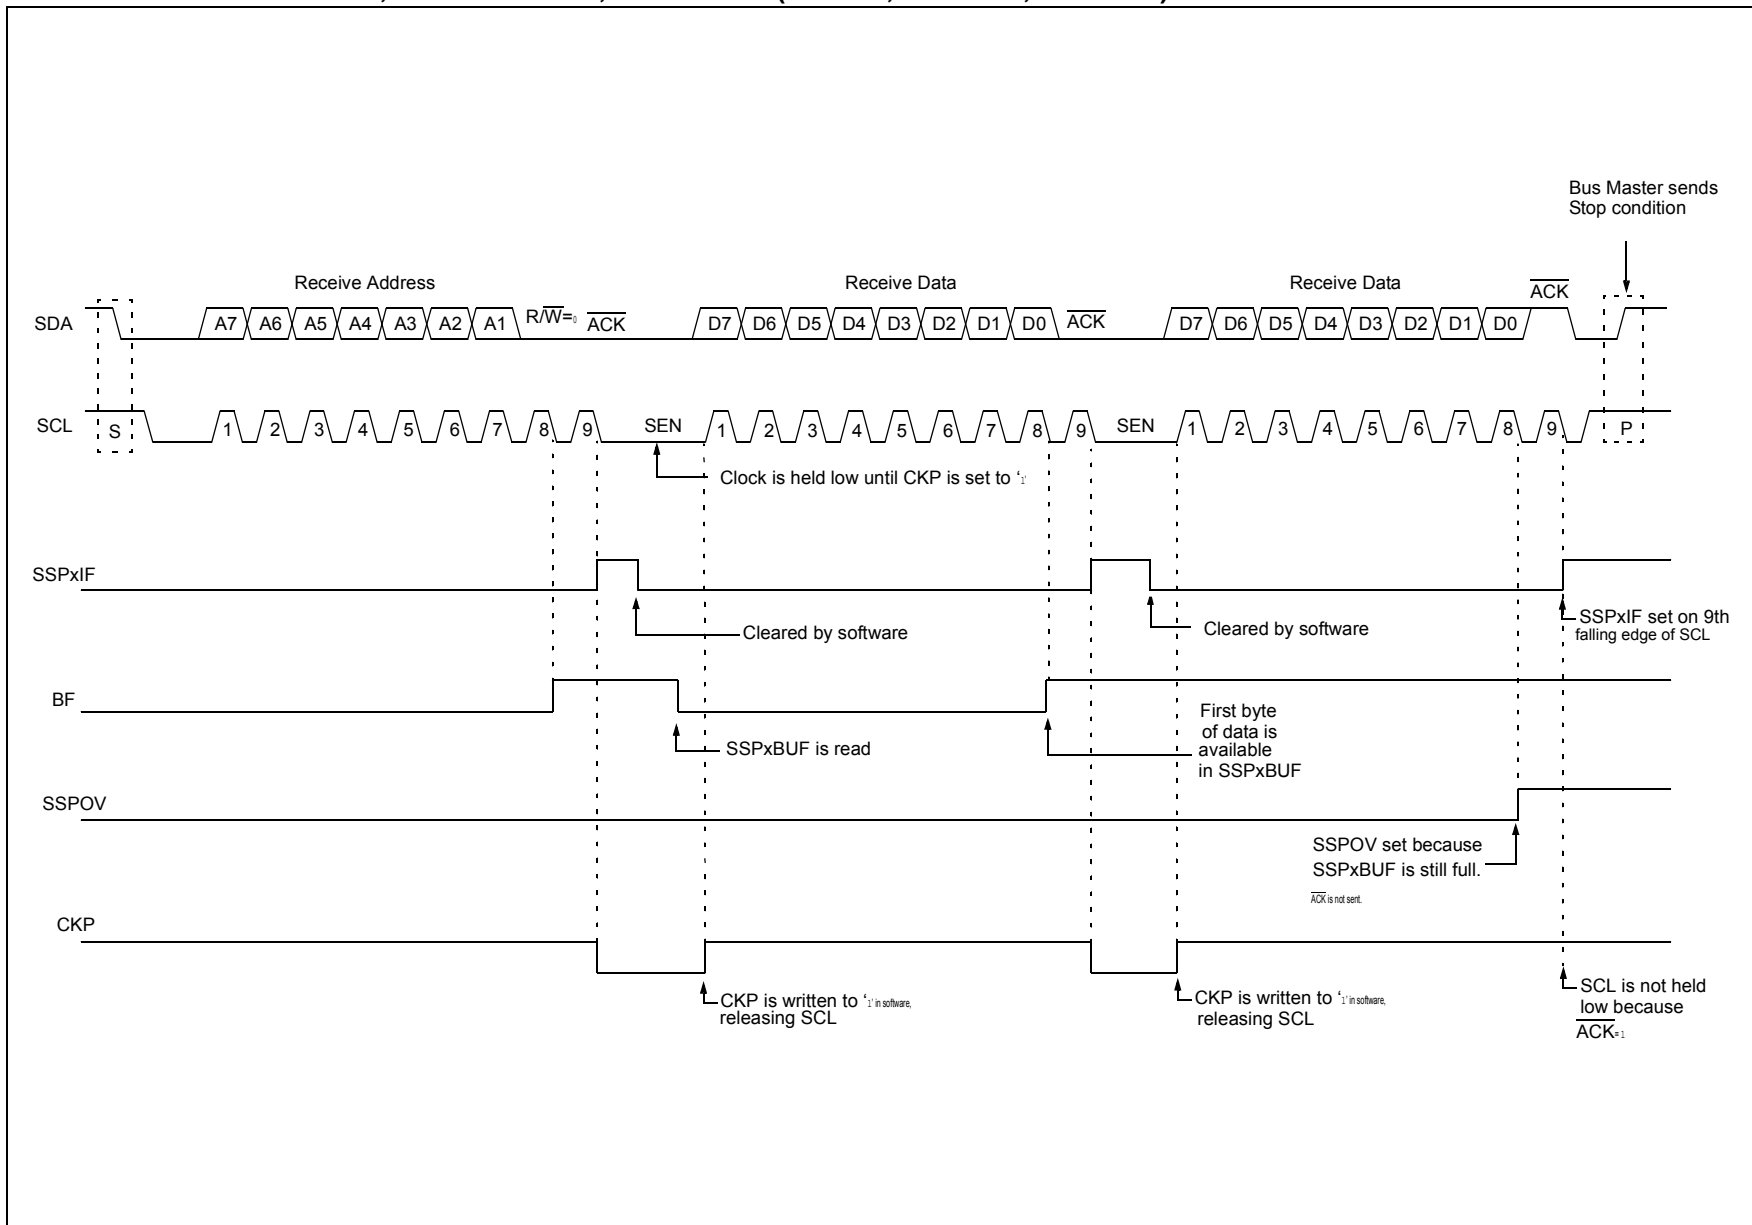 Bus Master sends
Stop condition
Receive Address
Receive Data
Receive Data
ACK
SDA
A7 A6 A5 A4 A3 A2 A1 R/W=0 ACK
D7 D6 D5 D4 D3 D2 D1 D0 ACK
D7 D6 D5 D4 D3 D2 D1 D0
SCL
S
1 2 3 4 5 6 7 8 9
SEN
1 2 3 4 5 6 7 8 9
SEN
1 2 3 4 5 6 7 8 9
P
Clock is held low until CKP is set to ‘1’
SSPxIF
Cleared by software
Cleared by software
SSPxIF set on 9th
falling edge of SCL
BF
SSPxBUF is read
First byte
of data is
available
in SSPxBUF
SSPOV
SSPOV set because
SSPxBUF is still full.
ACK is not sent.
CKP
CKP is written to ‘1’ in software,
releasing SCL
CKP is written to ‘1’ in software,
releasing SCL
SCL is not held
low because
ACK= 1